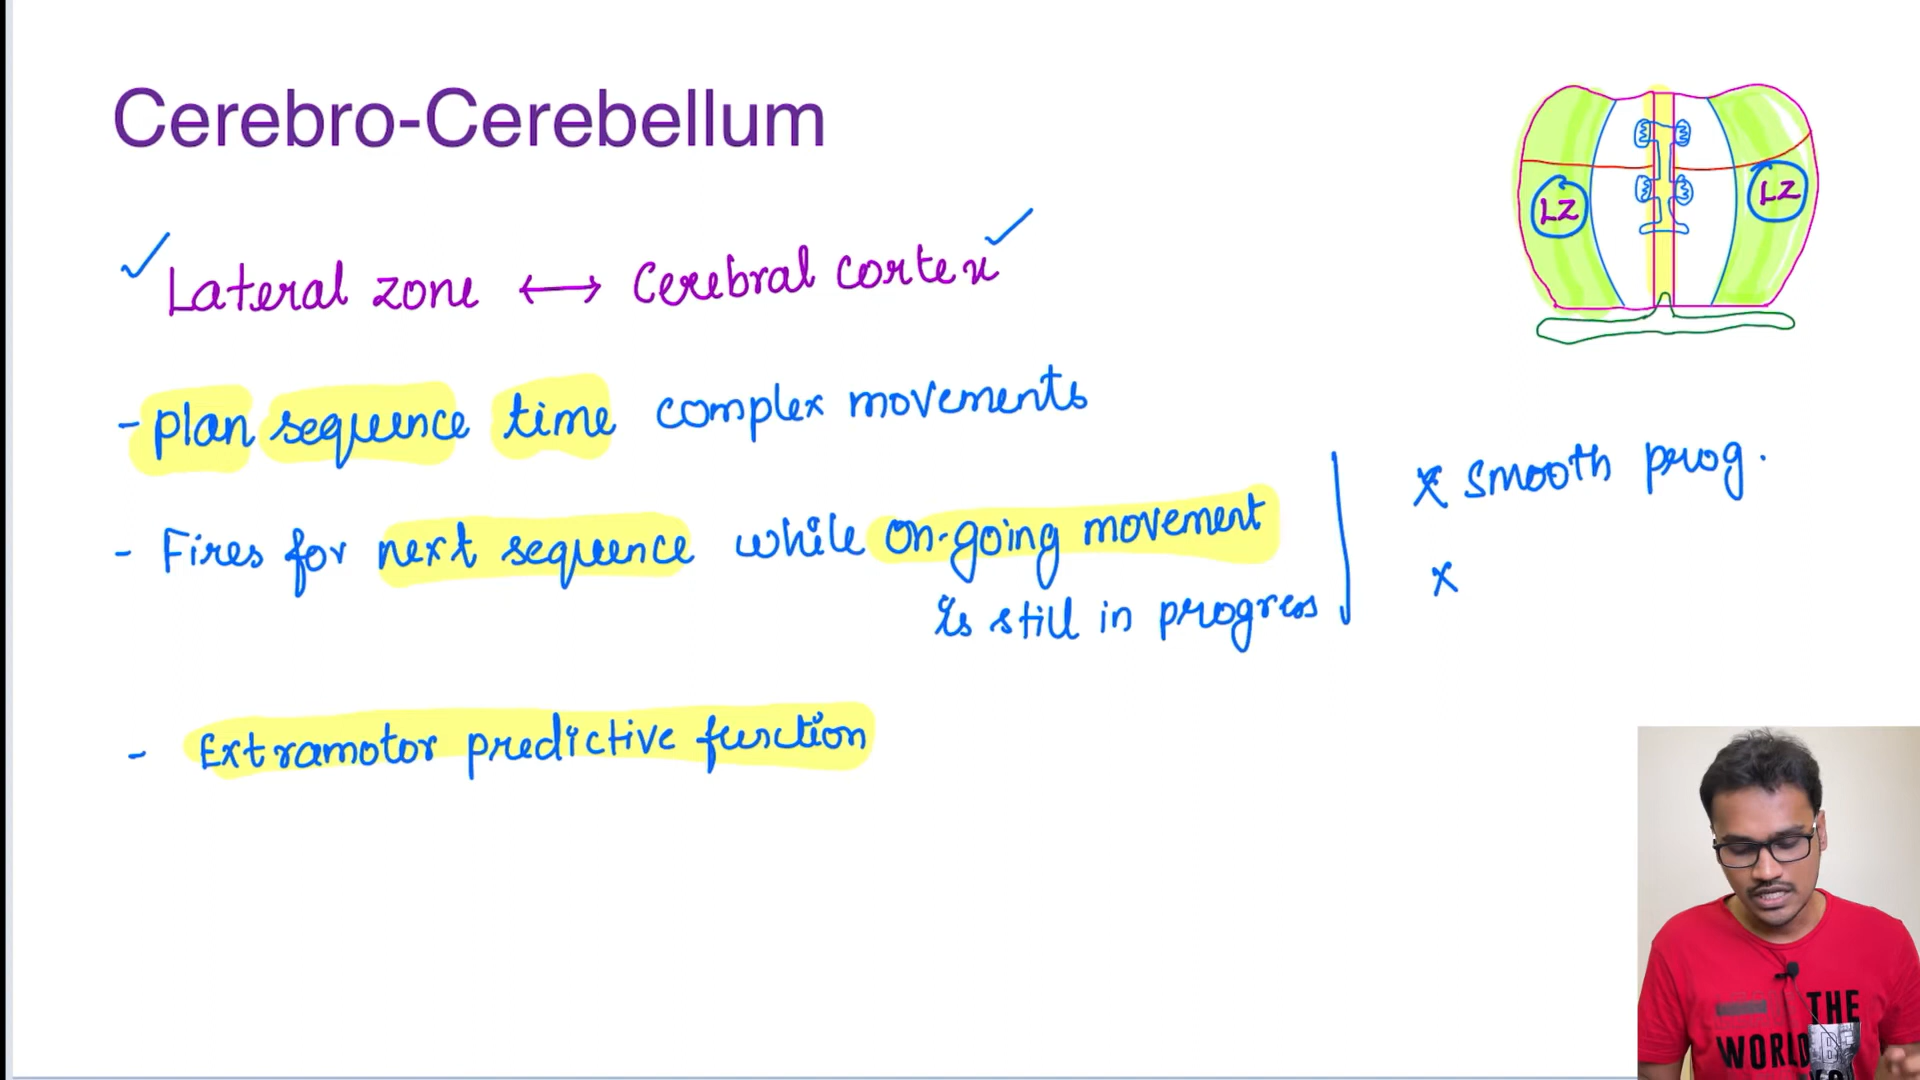 Cerebro-Cerebellum
Lateral zone ⟷ Cerebral cortex
LZ LZ
- plan sequence time complex movements
- Fires for next sequence while on-going movement
is still in progress
x smooth prog.
x
- Extramotor predictive function
THE
WORLD